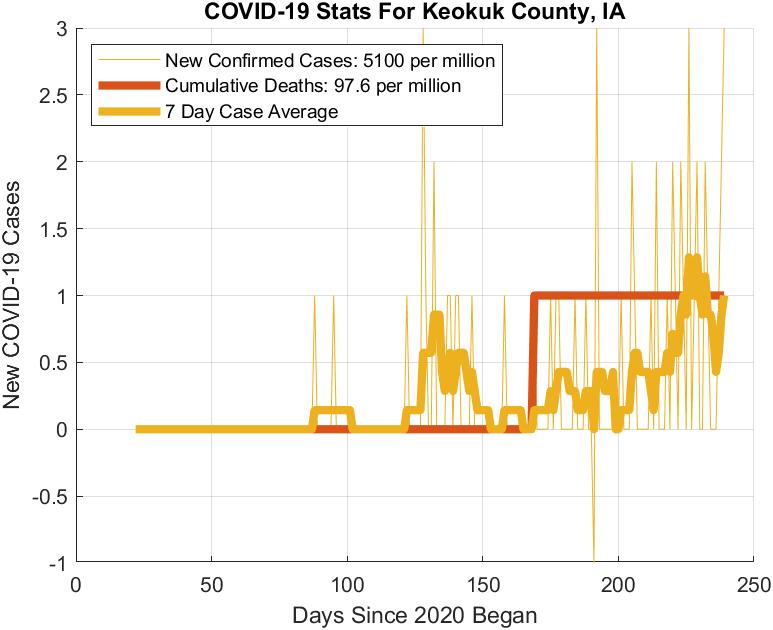 COVID-19 Stats For Keokuk County, IA
New Confirmed Cases: 5100 per million
Cumulative Deaths: 97.6 per million
7 Day Case Average
New COVID-19 Cases
3
2.5
2
1.5
1
0.5
0
-0.5
-1
0 50 100 150 200 250
Days Since 2020 Began